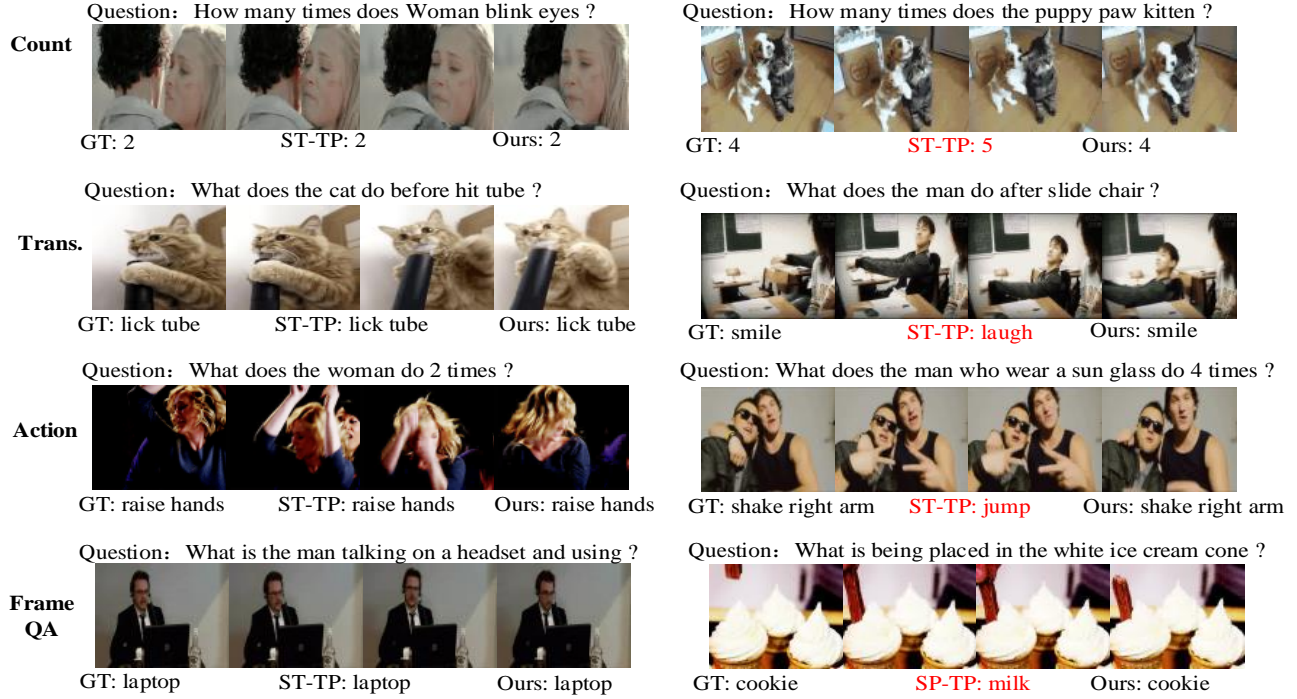 Question： How many times does Woman blink eyes ?
Question： How many times does the puppy paw kitten ?
Count
GT: 2 ST-TP: 2 Ours: 2
GT: 4 ST-TP: 5 Ours: 4
Question： What does the cat do before hit tube ?
Question： What does the man do after slide chair ?
Trans.
GT: lick tube ST-TP: lick tube Ours: lick tube
GT: smile ST-TP: laugh Ours: smile
Question： What does the woman do 2 times ?
Question: What does the man who wear a sun glass do 4 times ?
Action
GT: raise hands ST-TP: raise hands Ours: raise hands
GT: shake right arm ST-TP: jump Ours: shake right arm
Question： What is the man talking on a headset and using ?
Question： What is being placed in the white ice cream cone ?
Frame
QA
GT: laptop ST-TP: laptop Ours: laptop
GT: cookie SP-TP: milk Ours: cookie